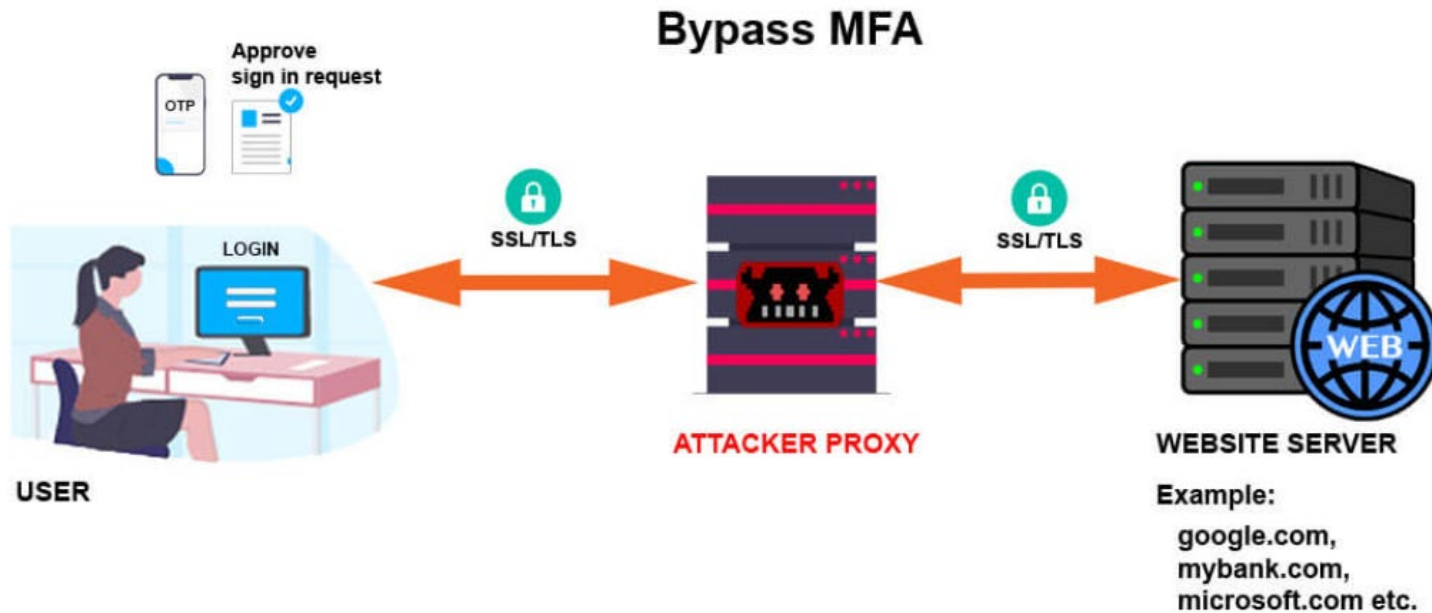 Bypass MFA
Approve
sign in request
OTP
LOGIN
SSL/TLS
SSL/TLS
WEB
ATTACKER PROXY
WEBSITE SERVER
USER
Example:
google.com,
mybank.com,
microsoft.com etc.